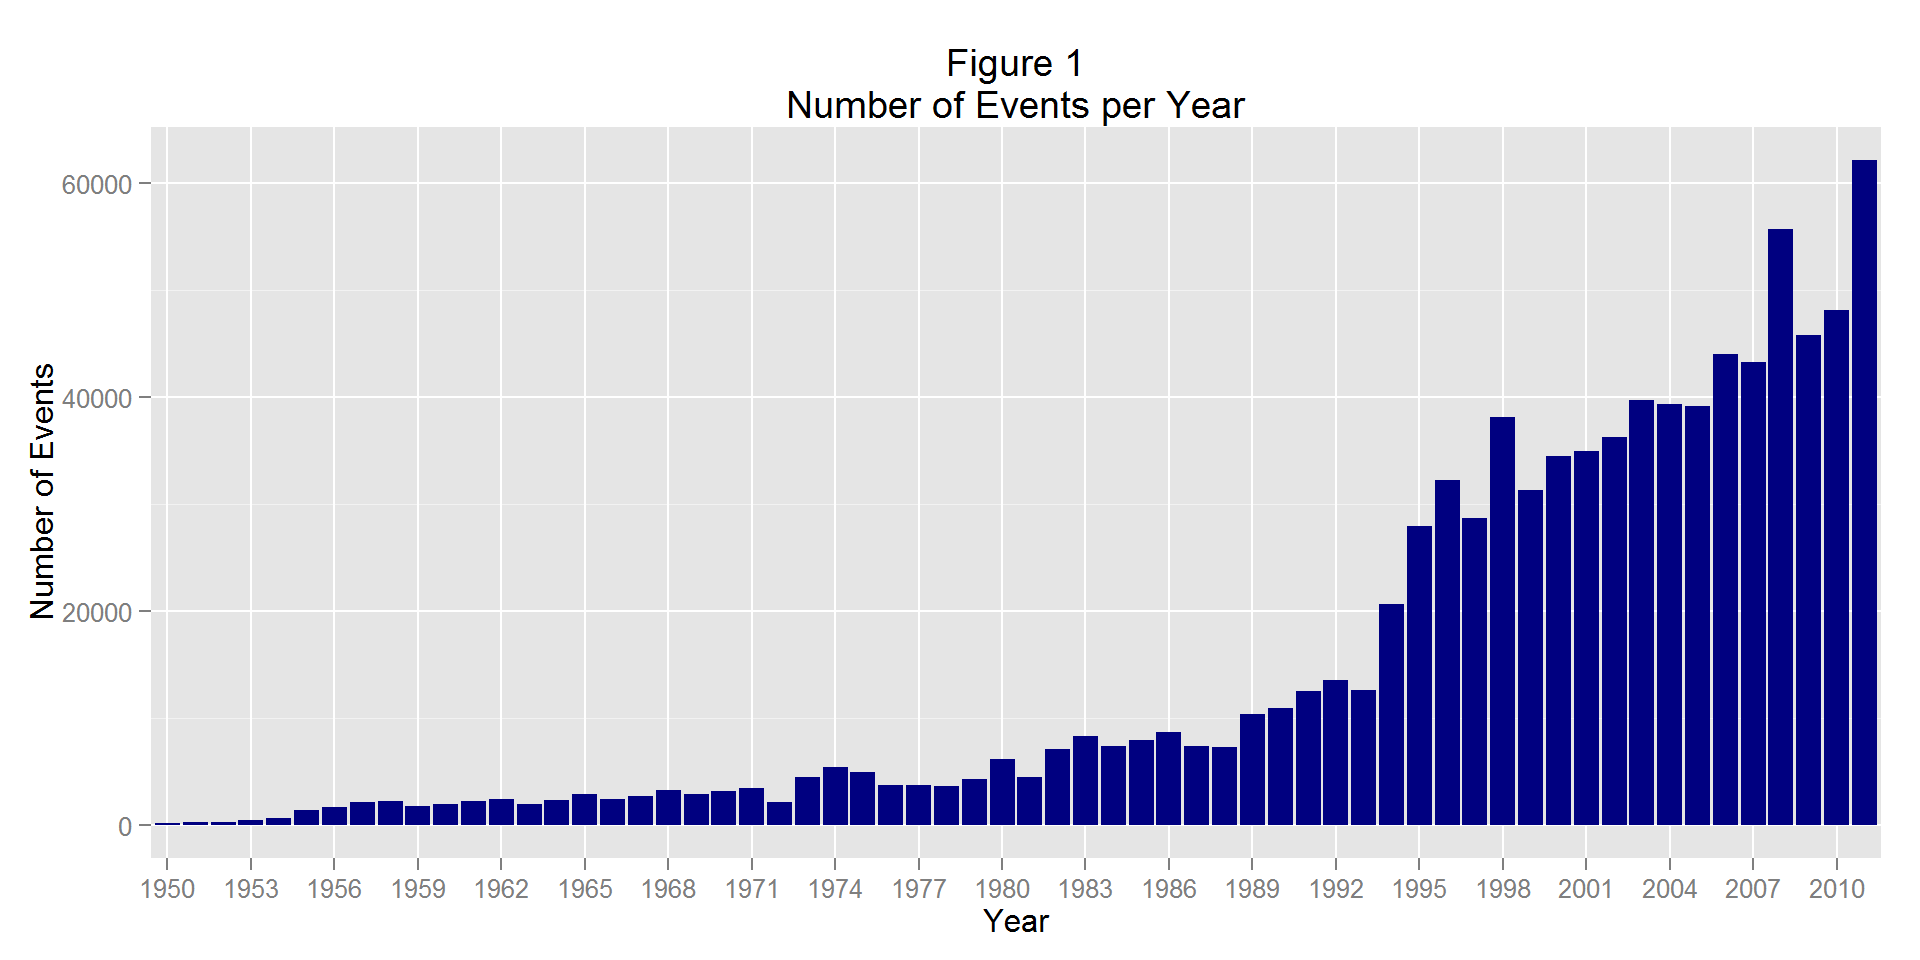 Figure 1
Number of Events per Year
Number of Events
60000
40000
20000
0
1950 1953 1956 1959 1962 1965 1968 1971 1974 1977 1980 1983 1986 1989 1992 1995 1998 2001 2004 2007 2010
Year